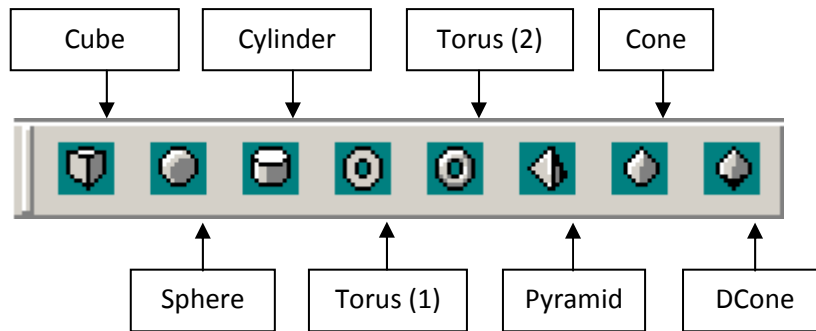 Cube
Cylinder
Torus (2)
Cone
Sphere
Torus (1)
Pyramid
DCone